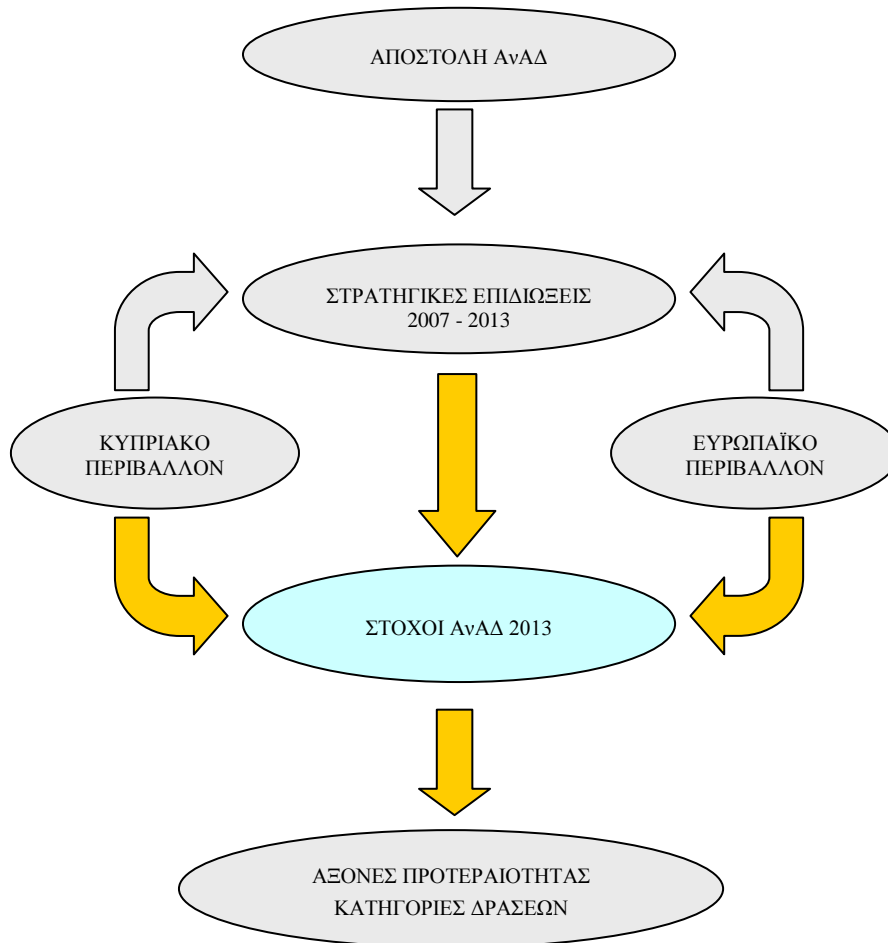 ΑΠΟΣΤΟΛΗ ΑνΑΔ
ΣΤΡΑΤΗΓΙΚΕΣ ΕΠΙΔΙΩΞΕΙΣ
2007 - 2013
ΚΥΠΡΙΑΚΟ
ΠΕΡΙΒΑΛΛΟΝ
ΕΥΡΩΠΑΪΚΟ
ΠΕΡΙΒΑΛΛΟΝ
ΣΤΟΧΟΙ ΑνΑΔ 2013
ΑΞΟΝΕΣ ΠΡΟΤΕΡΑΙΟΤΗΤΑΣ
ΚΑΤΗΓΟΡΙΕΣ ΔΡΑΣΕΩΝ